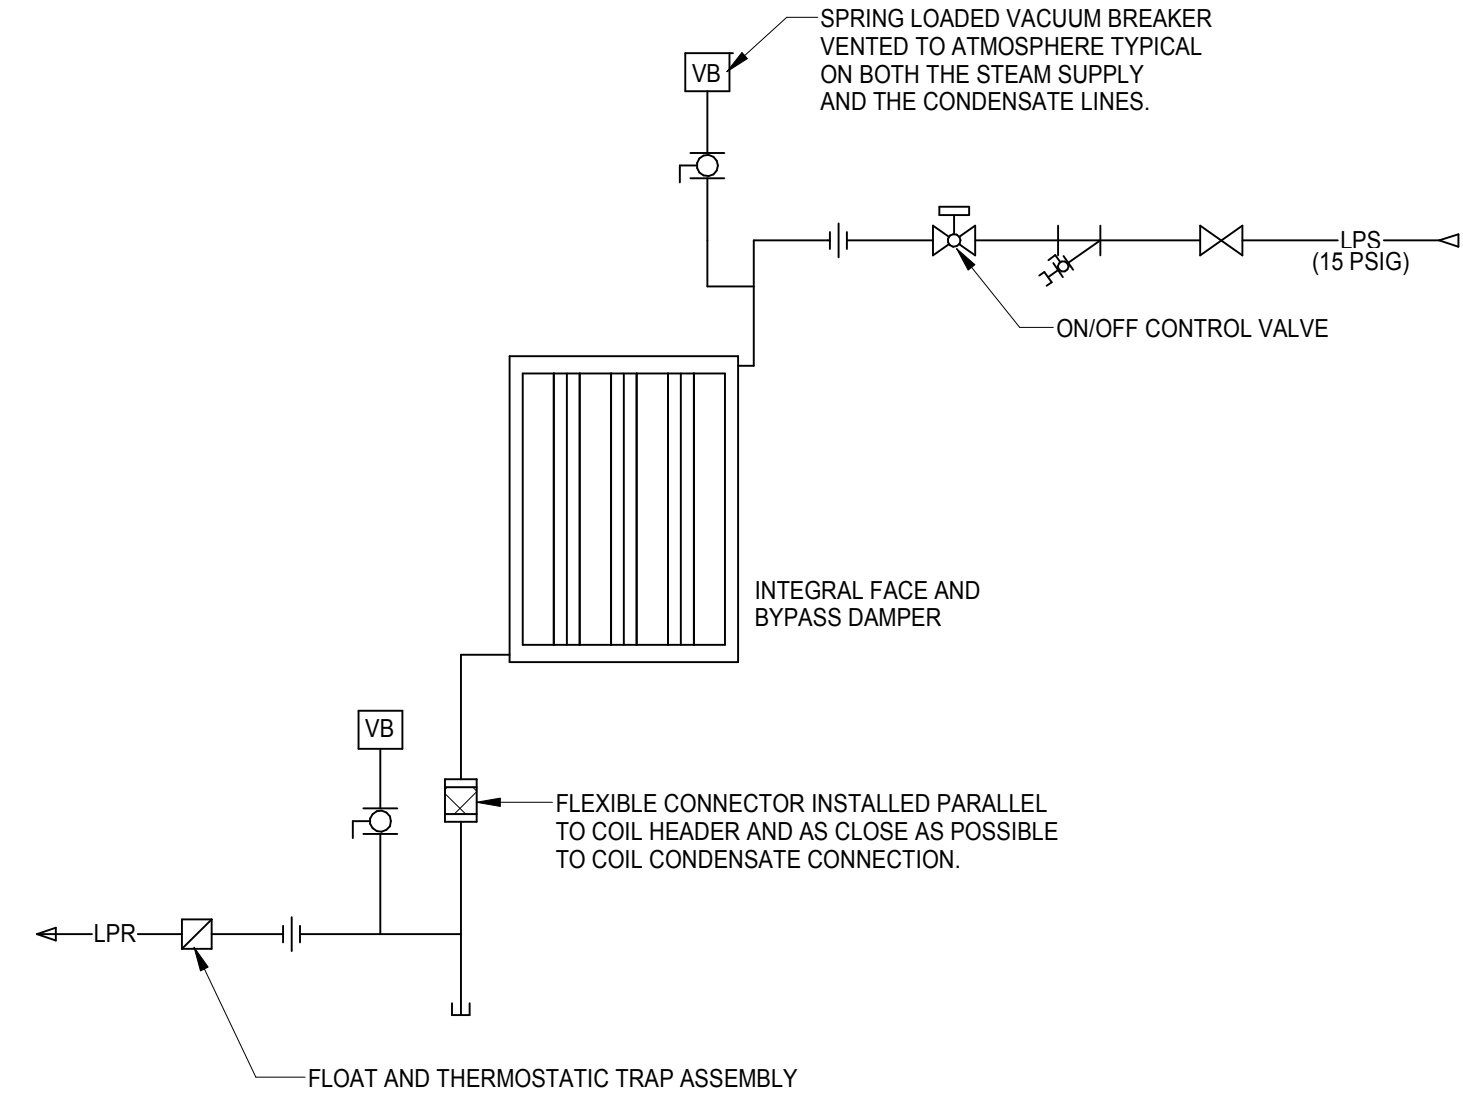 SPRING LOADED VACUUM BREAKER
VENTED TO ATMOSPHERE TYPICAL
ON BOTH THE STEAM SUPPLY
AND THE CONDENSATE LINES.
VB
LPS
(15 PSIG)
ON/OFF CONTROL VALVE
INTEGRAL FACE AND
BYPASS DAMPER
VB
FLEXIBLE CONNECTOR INSTALLED PARALLEL
TO COIL HEADER AND AS CLOSE AS POSSIBLE
TO COIL CONDENSATE CONNECTION.
LPR
FLOAT AND THERMOSTATIC TRAP ASSEMBLY